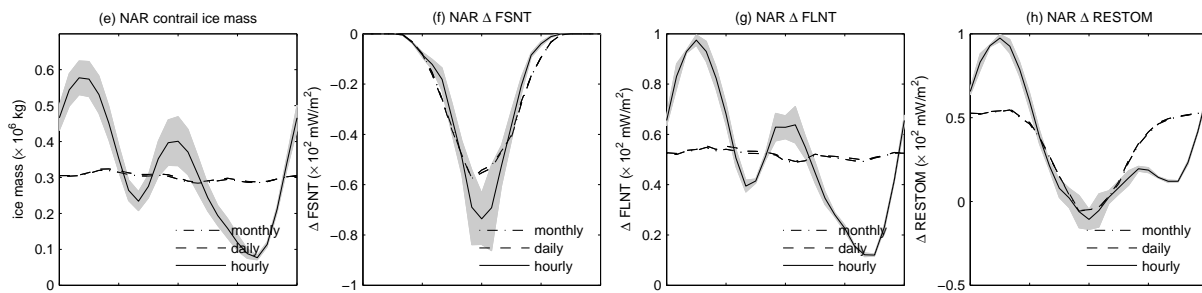 (e) NAR contrail ice mass
ice mass (× 10⁶ kg)
0.6
0.5
0.4
0.3
0.2
0.1
0
monthly
daily
hourly
(f) NAR Δ FSNT
Δ FSNT (× 10² mW/m²)
0
−0.2
−0.4
−0.6
−0.8
−1
monthly
daily
hourly
(g) NAR Δ FLNT
Δ FLNT (× 10² mW/m²)
1
0.8
0.6
0.4
0.2
0
monthly
daily
hourly
(h) NAR Δ RESTOM
Δ RESTOM (× 10² mW/m²)
1
0.5
0
−0.5
monthly
daily
hourly